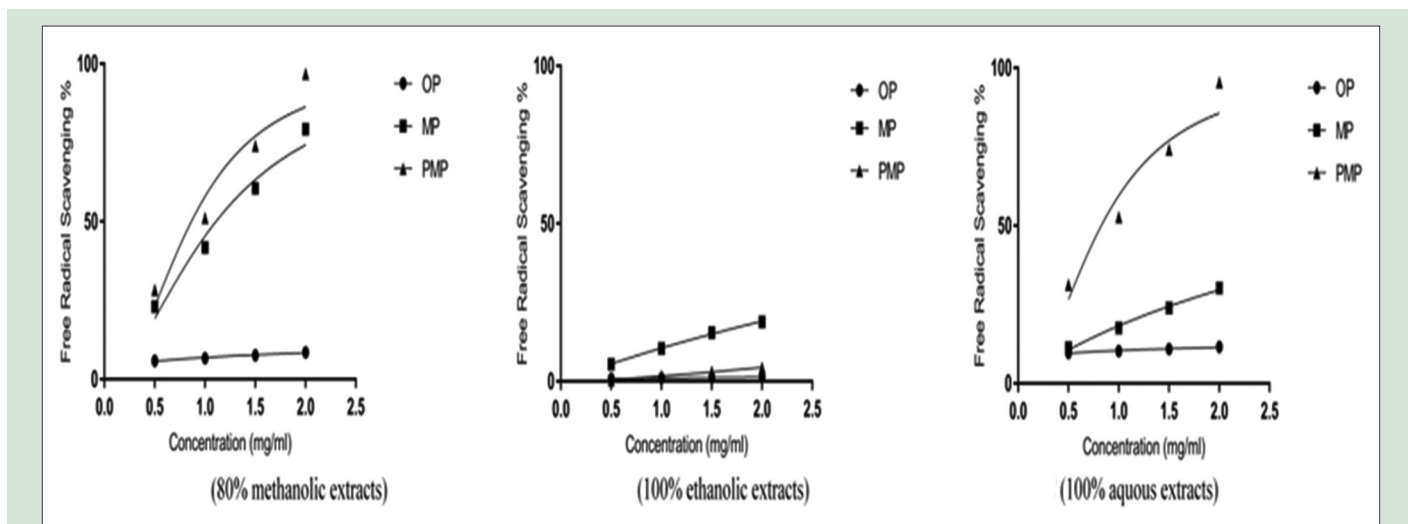 Free Radical Scavenging %
100
50
0
0.0 0.5 1.0 1.5 2.0 2.5
Concentration (mg/ml)
OP
MP
PMP
(80% methanolic extracts)
Free Radical Scavenging %
100
50
0
0.0 0.5 1.0 1.5 2.0 2.5
Concentration (mg/ml)
OP
MP
PMP
(100% ethanolic extracts)
Free Radical Scavenging %
100
50
0
0.0 0.5 1.0 1.5 2.0 2.5
Concentration (mg/ml)
OP
MP
PMP
(100% aquous extracts)